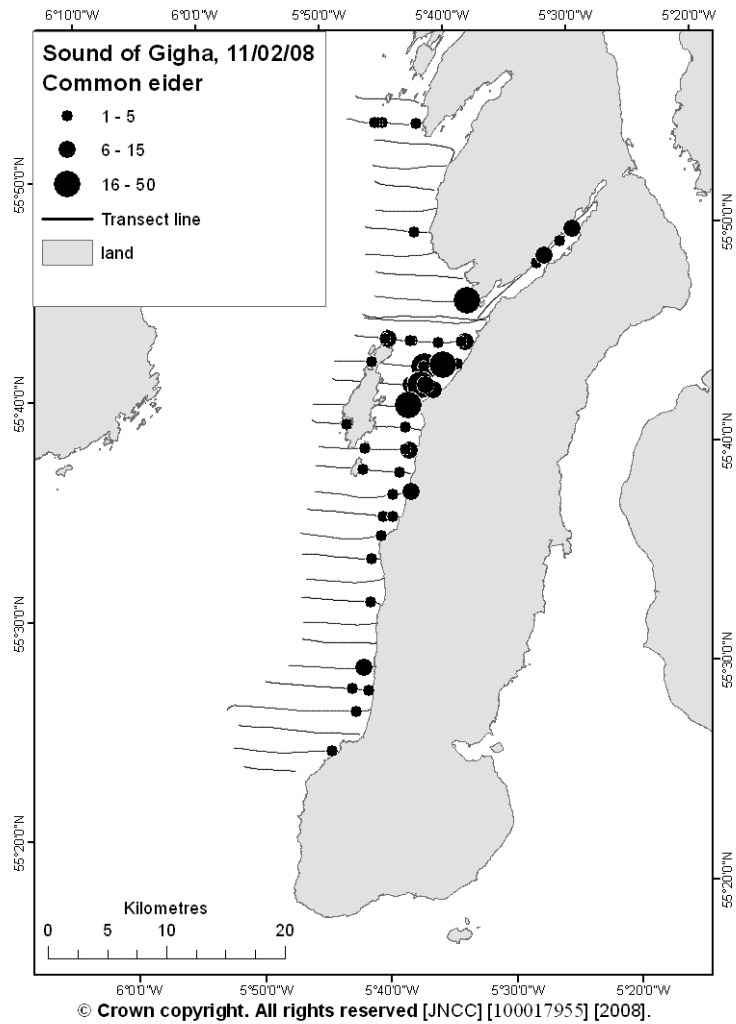 6°10'0"W 6°0'0"W 5°50'0"W 5°40'0"W 5°30'0"W 5°20'0"W
Sound of Gigha, 11/02/08
Common eider
1 - 5
6 - 15
16 - 50
Transect line
land
55°50'0"N
55°50'0"N
55°40'0"N
55°40'0"N
55°30'0"N
55°30'0"N
55°20'0"N
55°20'0"N
Kilometres
0 5 10 20
6°0'0"W 5°50'0"W 5°40'0"W 5°30'0"W 5°20'0"W
© Crown copyright. All rights reserved [JNCC] [100017955] [2008].